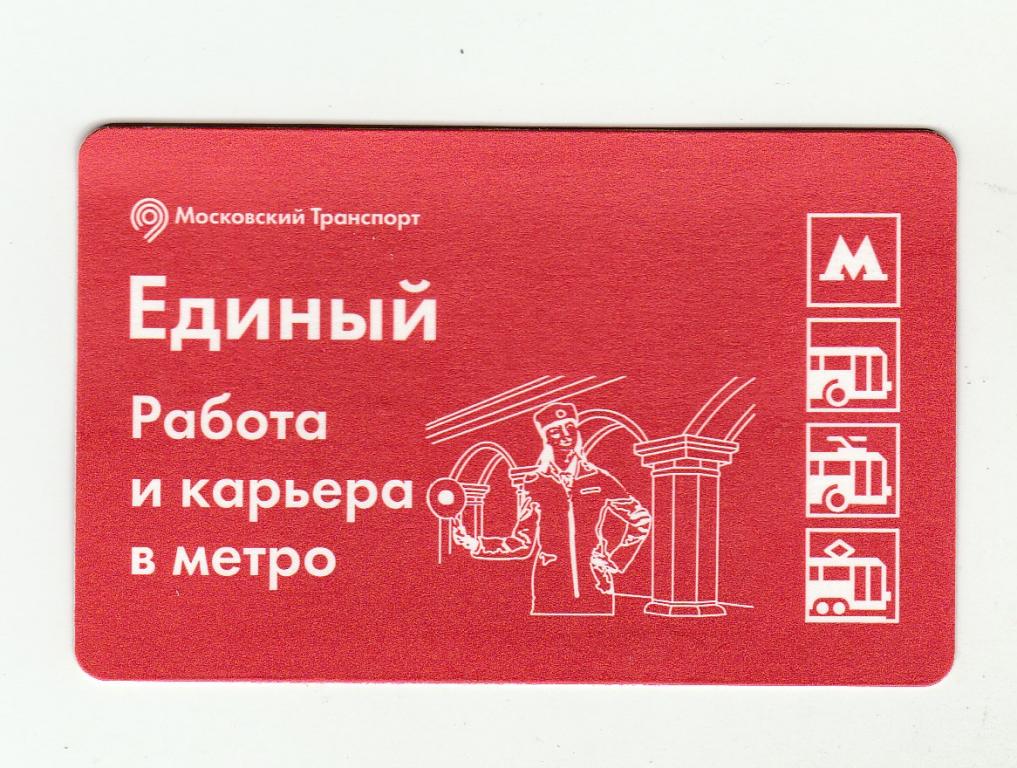 Московский Транспорт
Единый
Работа
и карьера
в метро
М